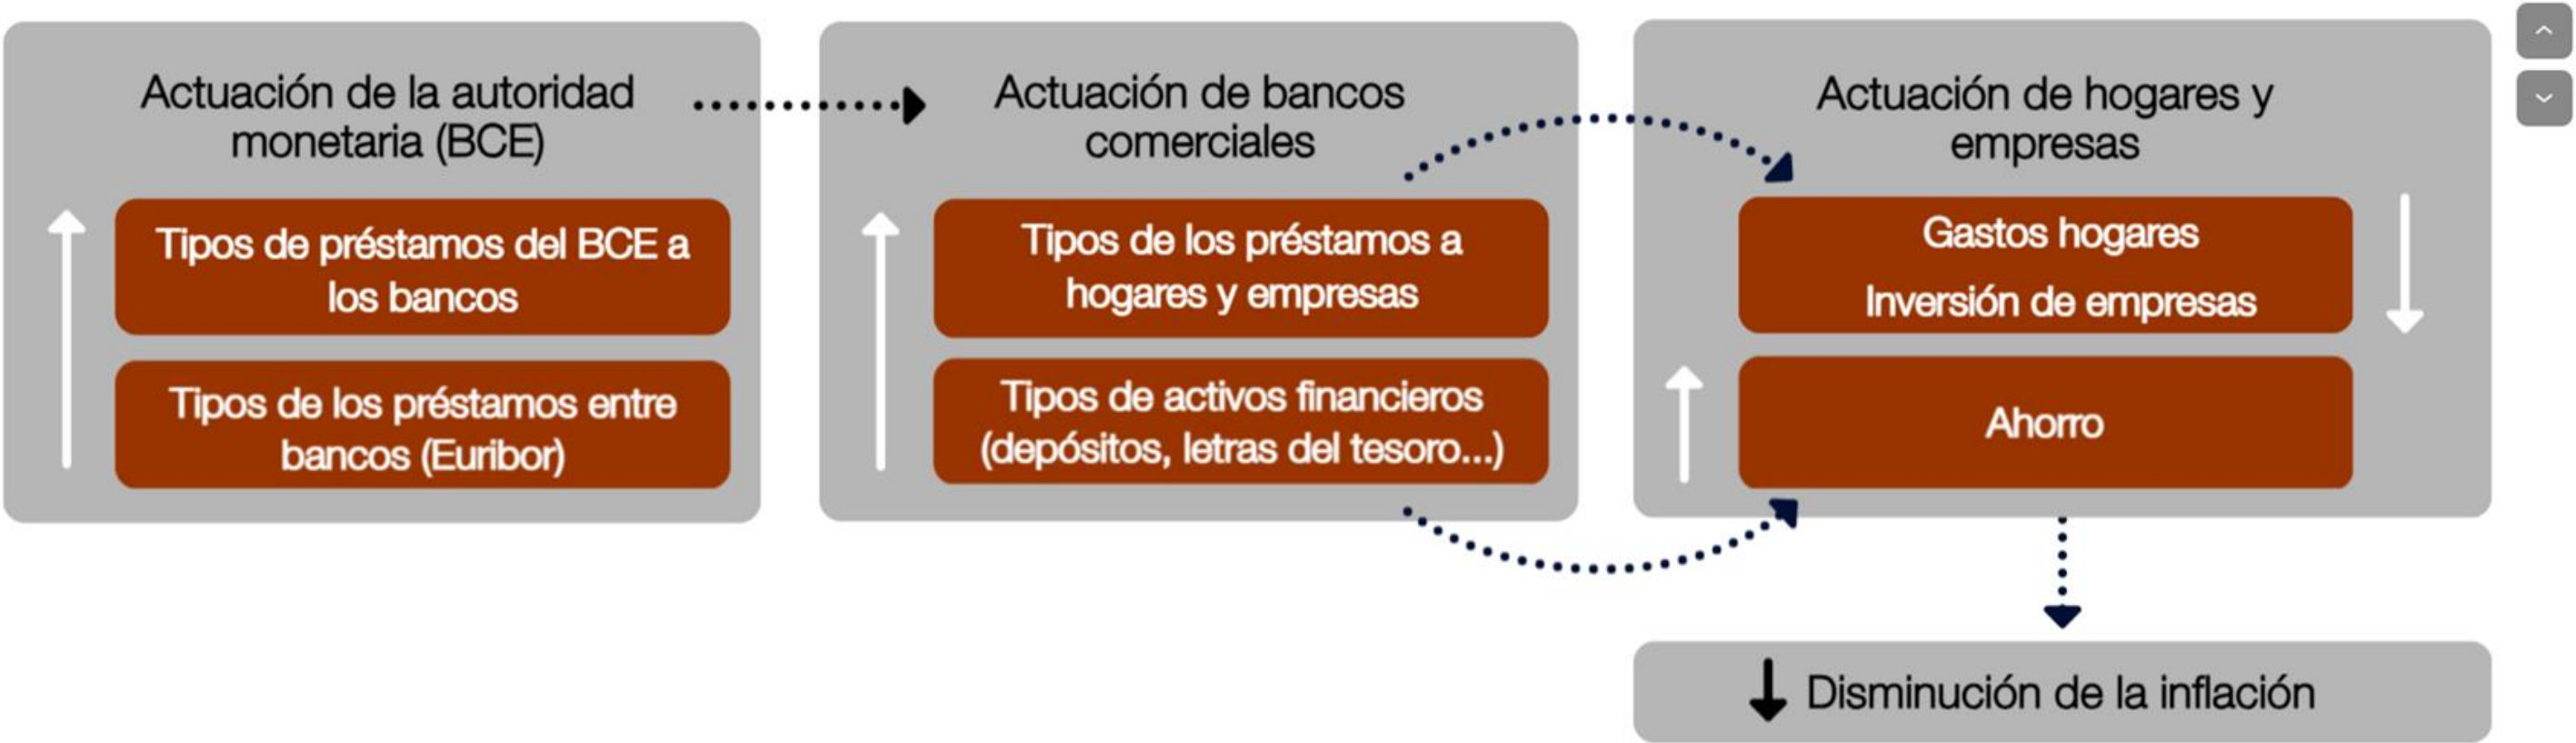 Actuación de la autoridad
monetaria (BCE)
Tipos de préstamos del BCE a
los bancos
Tipos de los préstamos entre
bancos (Euribor)
Actuación de bancos
comerciales
Tipos de los préstamos a
hogares y empresas
Tipos de activos financieros
(depósitos, letras del tesoro...)
Actuación de hogares y
empresas
Gastos hogares
Inversión de empresas
Ahorro
Disminución de la inflación